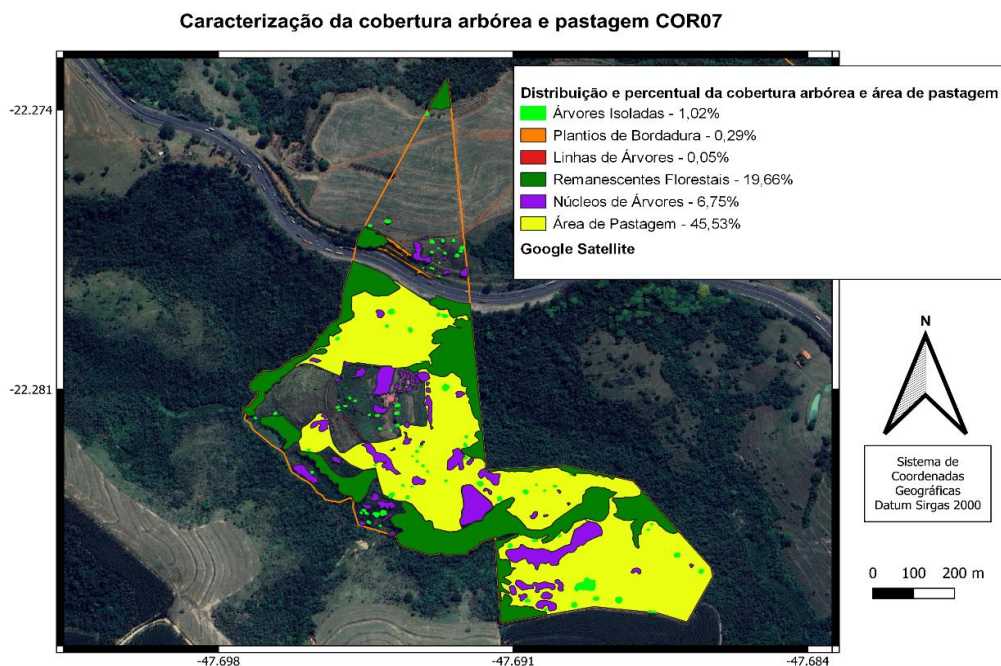 Caracterização da cobertura arbórea e pastagem COR07
Distribuição e percentual da cobertura arbórea e área de pastagem
Árvores Isoladas - 1,02%
Plantios de Bordadura - 0,29%
Linhas de Árvores - 0,05%
Remanescentes Florestais - 19,66%
Núcleos de Árvores - 6,75%
Área de Pastagem - 45,53%
Google Satellite
-22.274
-22.281
N
Sistema de
Coordenadas
Geográficas
Datum Sirgas 2000
0 100 200 m
-47.698 -47.691 -47.684